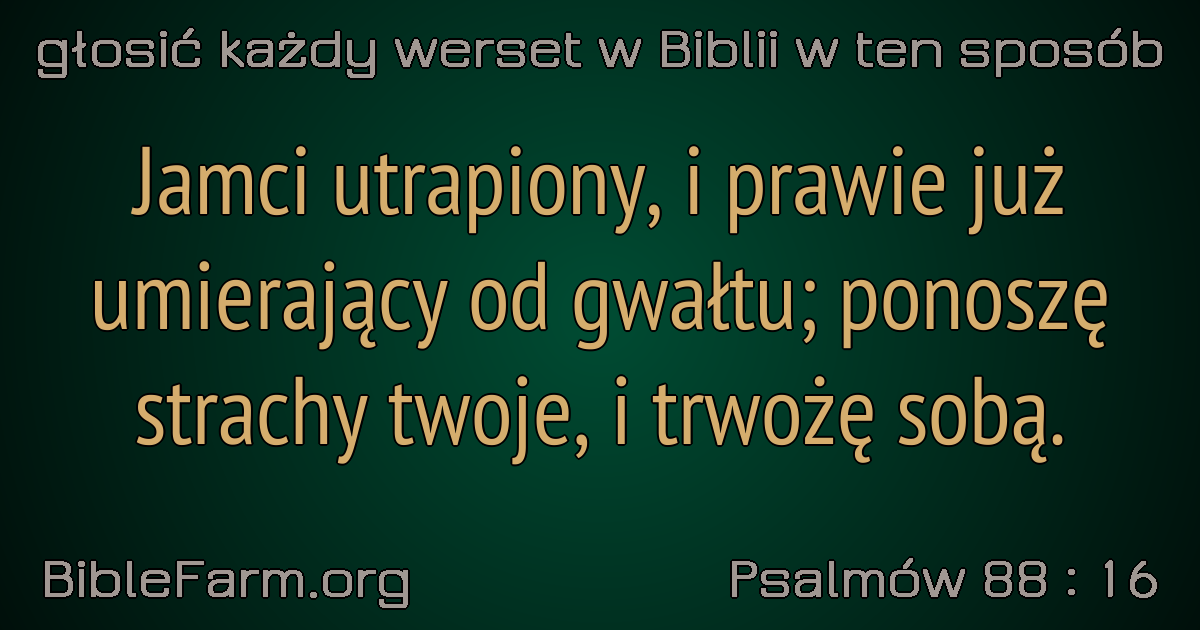 głosić każdy werset w Biblii w ten sposób
Jamci utrapiony, i prawie już
umierający od gwałtu; ponoszę
strachy twoje, i trwożę sobą.
BibleFarm.org
Psalmów 88 : 16